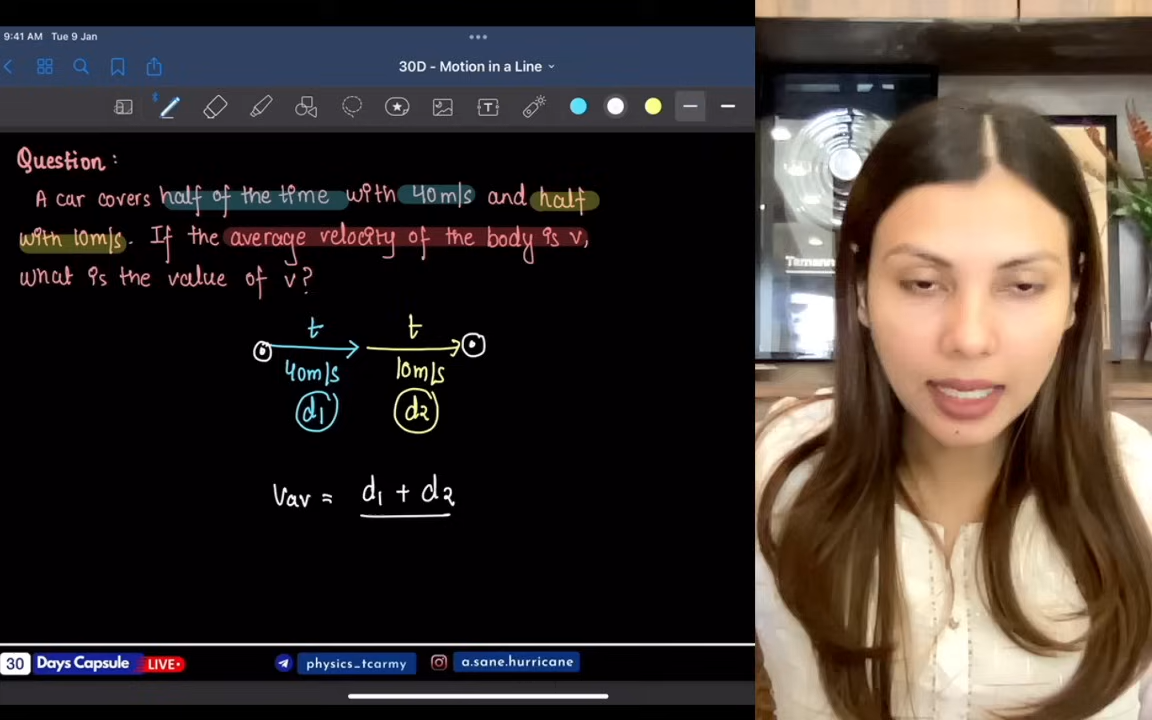 9:41 AM Tue 9 Jan
30D - Motion in a Line
Question:
A car covers half of the time with 40m/s and half
with 10m/s. If the average velocity of the body is v,
what is the value of v?
t t
40m/s 10m/s
d1 d2
Vav = d1 + d2
30 Days Capsule LIVE
physics_tcarmy a.sane.hurricane